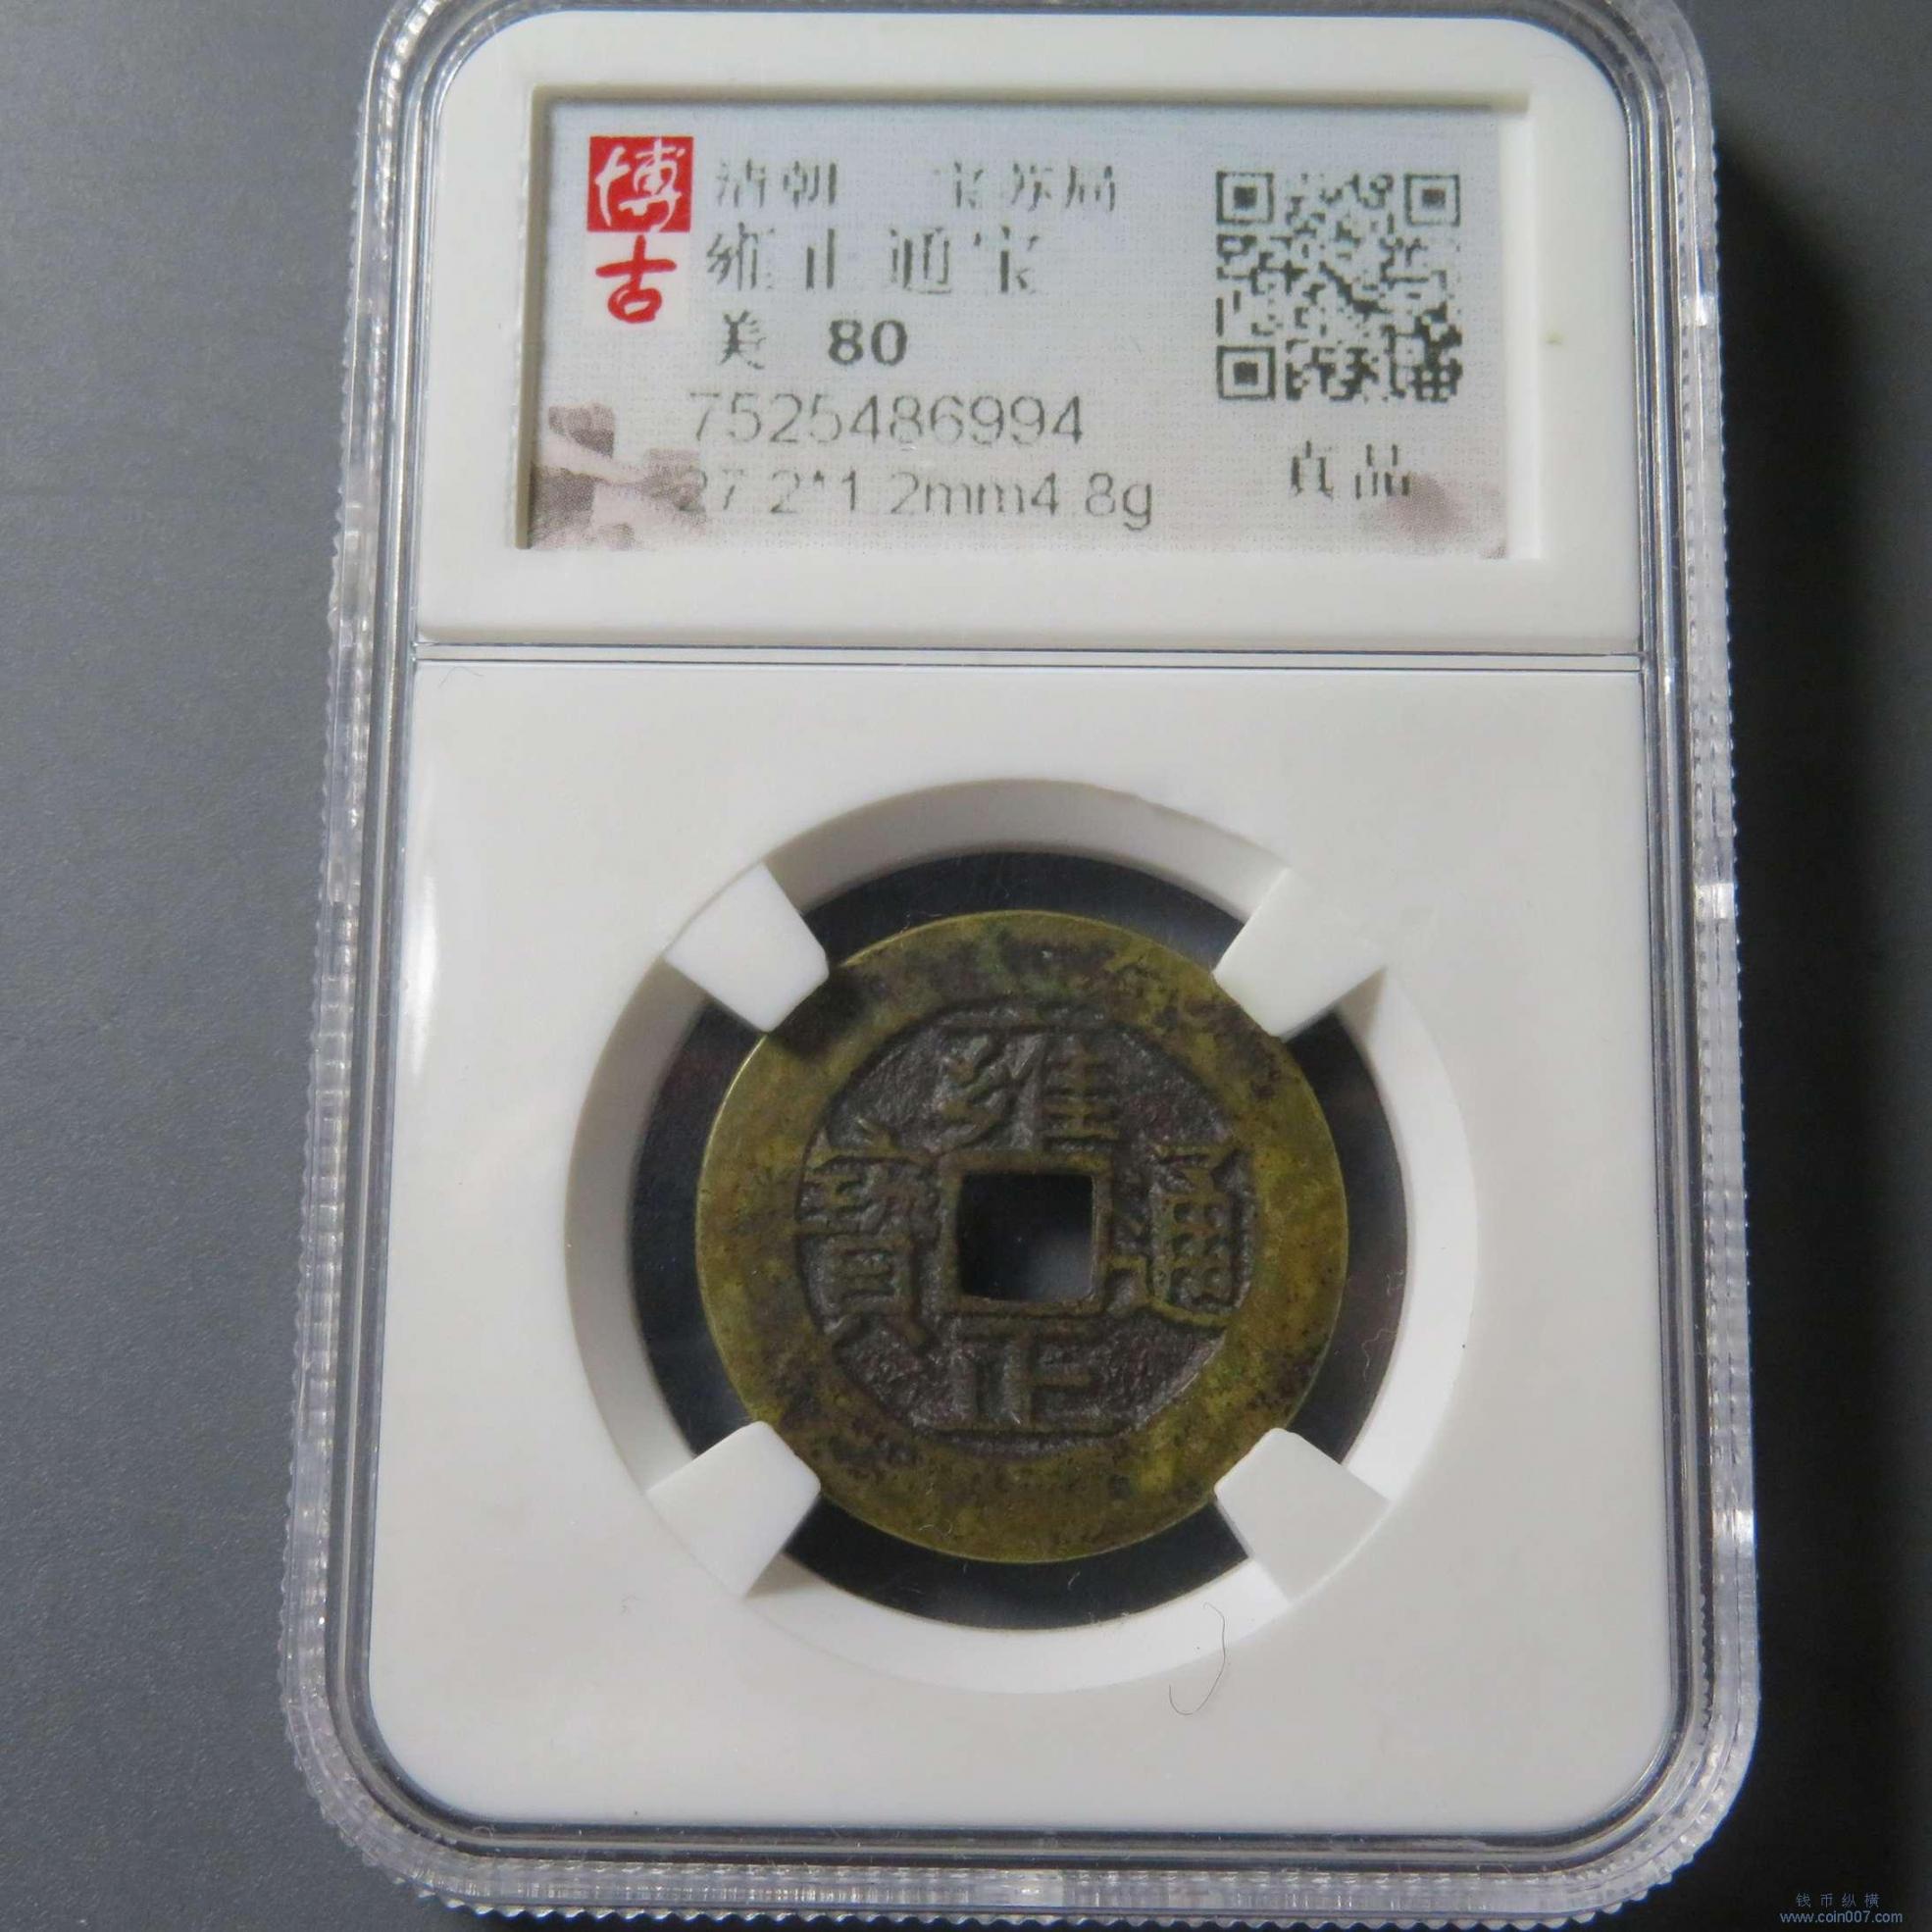 博古
清朝 宝苏局
雍正通宝
美 80
7525486994
27.2*1.2mm4.8g
真品
雍正通寶
钱币纵横
www.coin007.com